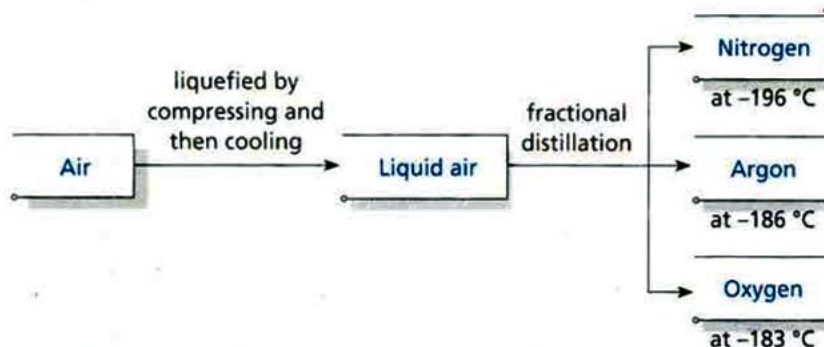 Air
liquefied by
compressing and
then cooling
Liquid air
fractional
distillation
Nitrogen
at –196 °C
Argon
at –186 °C
Oxygen
at –183 °C